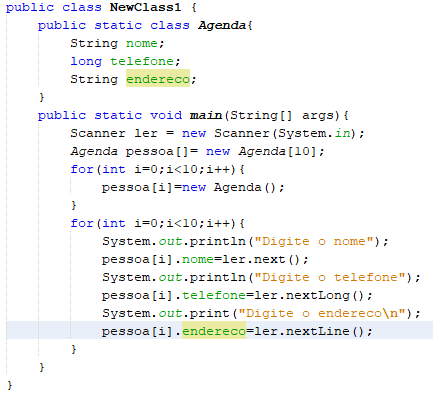 public class NewClass1 {
public static class Agenda{
String nome;
long telefone;
String endereco;
}
public static void main(String[] args){
Scanner ler = new Scanner(System.in);
Agenda pessoa[]= new Agenda[10];
for(int i=0;i<10;i++){
pessoa[i]=new Agenda();
}
for(int i=0;i<10;i++){
System.out.println("Digite o nome");
pessoa[i].nome=ler.next();
System.out.println("Digite o telefone");
pessoa[i].telefone=ler.nextLong();
System.out.print("Digite o endereco\n");
pessoa[i].endereco=ler.nextLine();
}
}
}